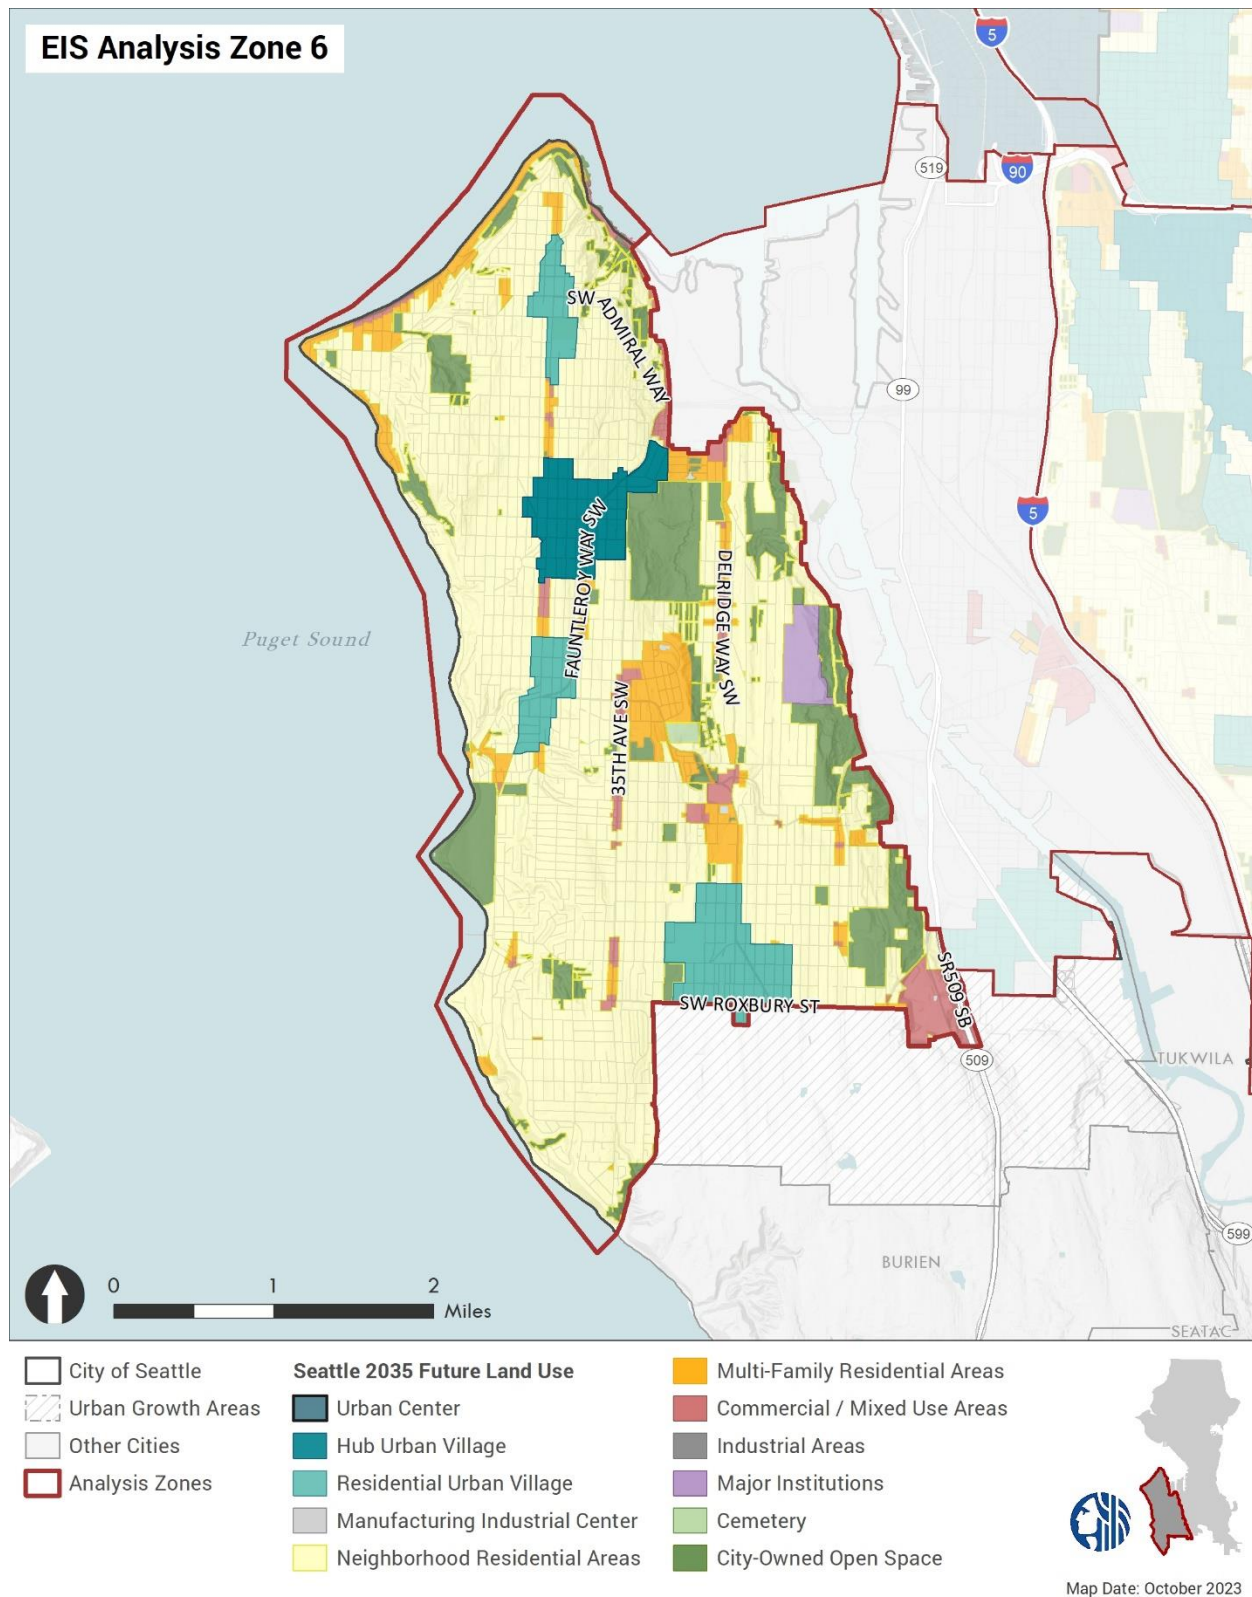 EIS Analysis Zone 6
5
519
90
SW ADMIRAL WAY
99
5
FAUNTLEROY WAY SW
DELRIDGE WAY SW
Puget Sound
35TH AVE SW
SR509 SB
SW ROXBURY ST
509
TUKWILA
599
BURIEN
SEATAC
0 1 2
Miles
City of Seattle
Urban Growth Areas
Other Cities
Analysis Zones
Seattle 2035 Future Land Use
Urban Center
Hub Urban Village
Residential Urban Village
Manufacturing Industrial Center
Neighborhood Residential Areas
Multi-Family Residential Areas
Commercial / Mixed Use Areas
Industrial Areas
Major Institutions
Cemetery
City-Owned Open Space
Map Date: October 2023